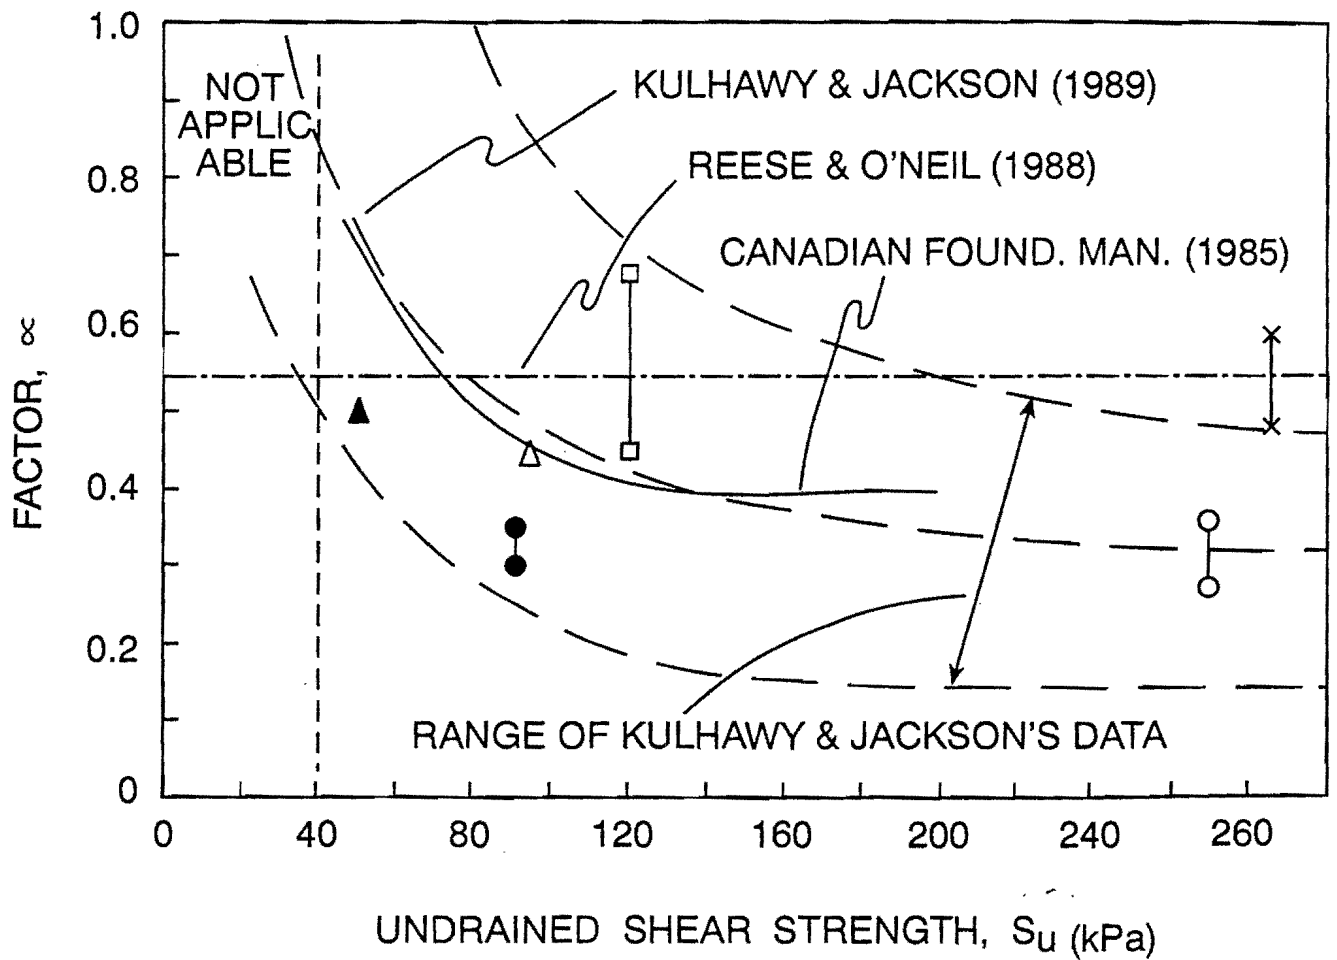 1.0
NOT
APPLIC
ABLE
KULHAWY & JACKSON (1989)
0.8
REESE & O'NEIL (1988)
CANADIAN FOUND. MAN. (1985)
0.6
FACTOR, ∝
0.4
0.2
RANGE OF KULHAWY & JACKSON'S DATA
0
0 40 80 120 160 200 240 260
UNDRAINED SHEAR STRENGTH, Su (kPa)